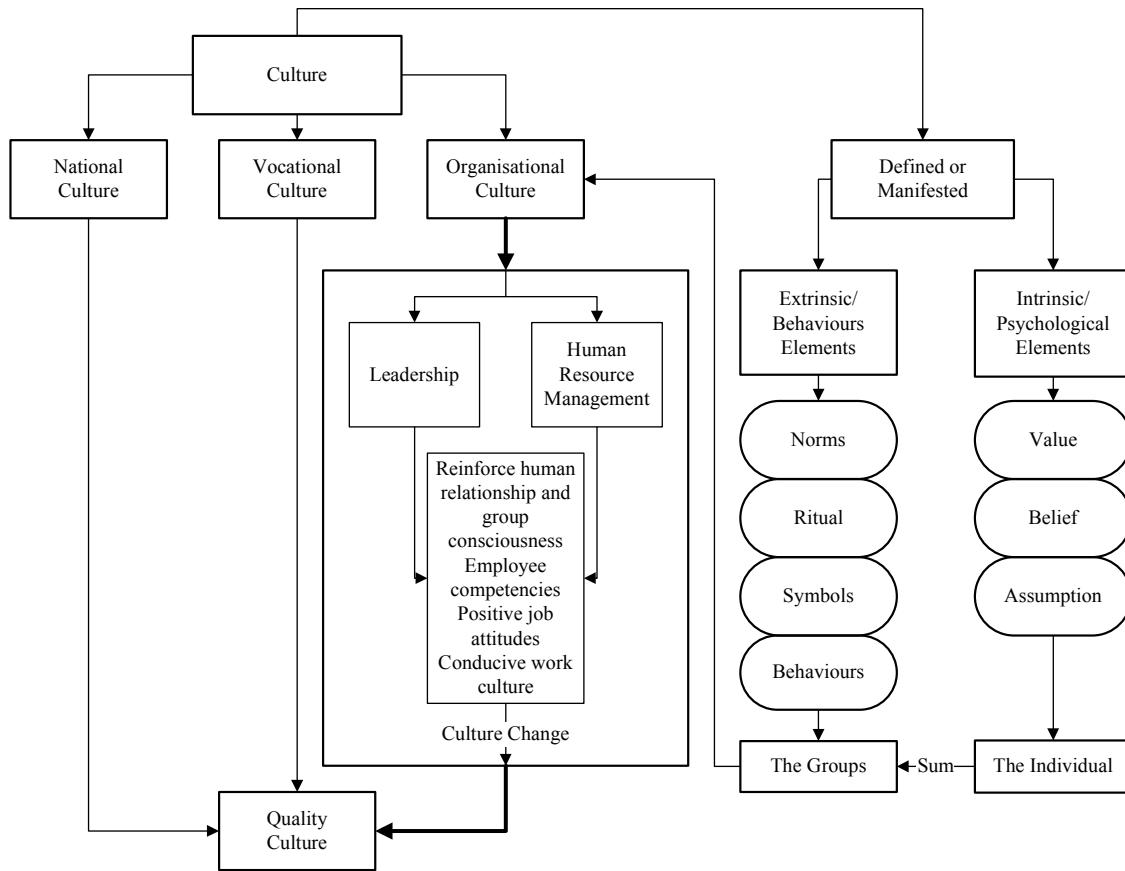 Culture
National
Culture
Vocational
Culture
Organisational
Culture
Defined or
Manifested
Extrinsic/
Behaviours
Elements
Intrinsic/
Psychological
Elements
Leadership
Human
Resource
Management
Reinforce human
relationship and
group
consciousness
Employee
competencies
Positive job
attitudes
Conducive work
culture
Culture Change
Norms
Ritual
Symbols
Behaviours
Value
Belief
Assumption
The Groups
Sum
The Individual
Quality
Culture